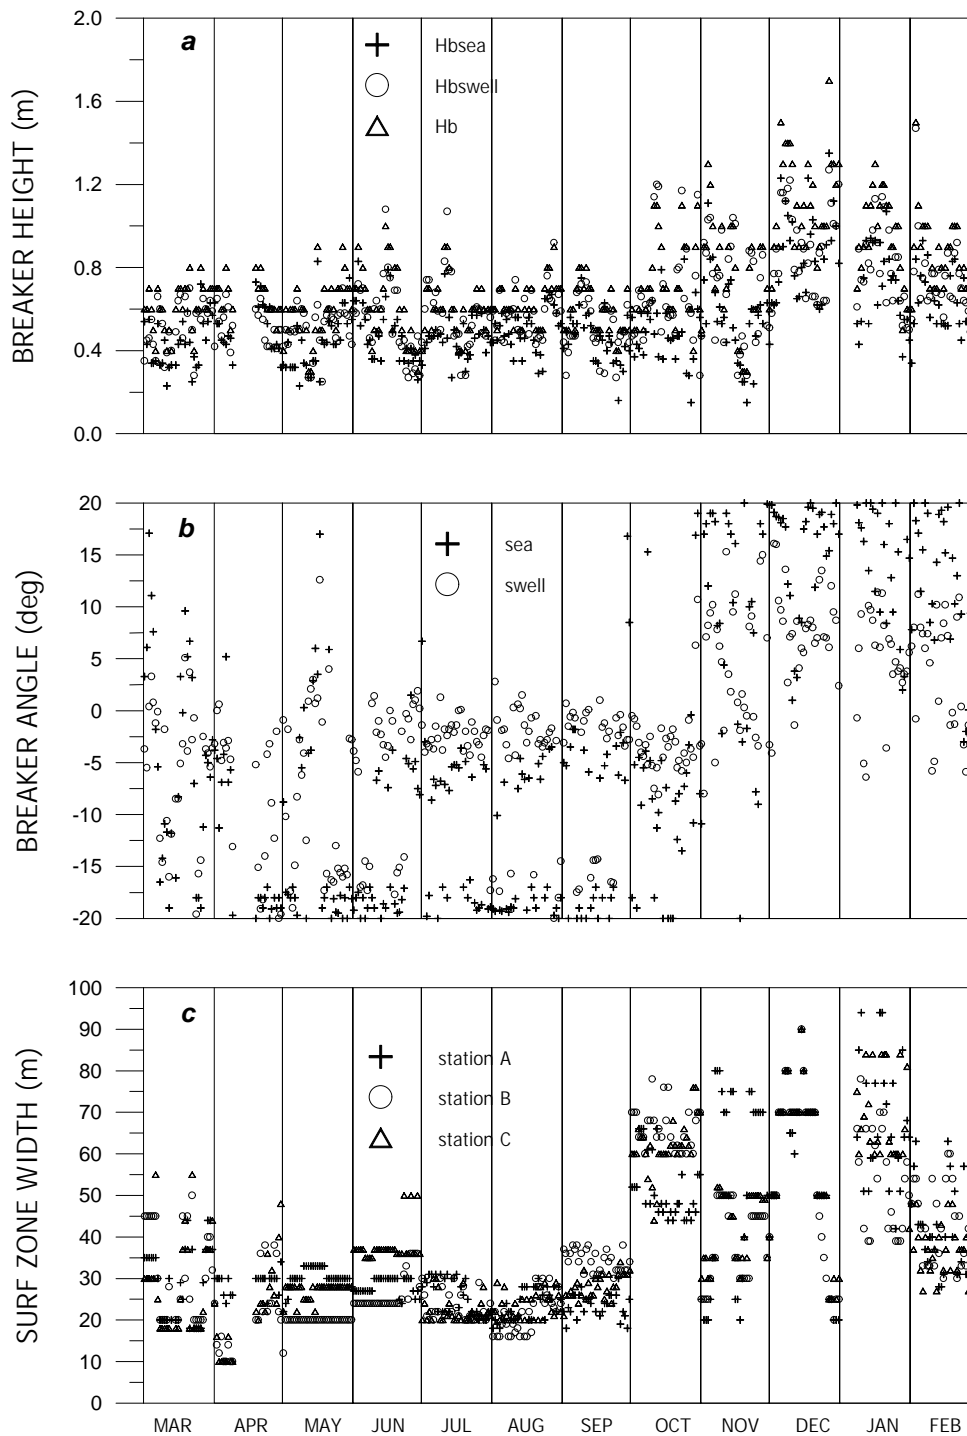 a
Hbsea
Hbswell
Hb
BREAKER HEIGHT (m)
2.0
1.6
1.2
0.8
0.4
0.0
b
sea
swell
BREAKER ANGLE (deg)
20
15
10
5
0
-5
-10
-15
-20
c
station A
station B
station C
SURF ZONE WIDTH (m)
100
90
80
70
60
50
40
30
20
10
0
MAR APR MAY JUN JUL AUG SEP OCT NOV DEC JAN FEB